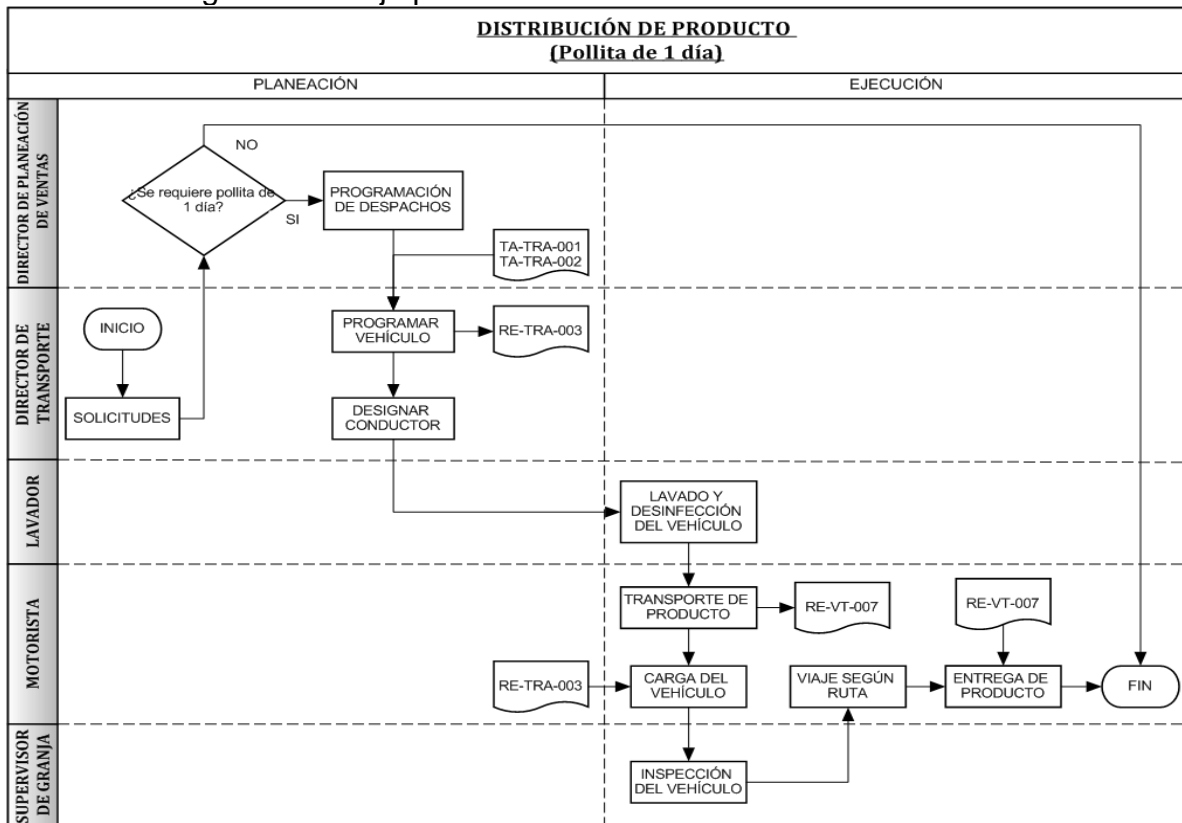 DISTRIBUCIÓN DE PRODUCTO
(Pollita de 1 día)
PLANEACIÓN
EJECUCIÓN
DIRECTOR DE PLANEACIÓN
DE VENTAS
NO
¿Se requiere pollita de
1 día?
SI
PROGRAMACIÓN
DE DESPACHOS
TA-TRA-001
TA-TRA-002
DIRECTOR DE
TRANSPORTE
INICIO
SOLICITUDES
PROGRAMAR
VEHÍCULO
RE-TRA-003
DESIGNAR
CONDUCTOR
LAVADOR
LAVADO Y
DESINFECCIÓN
DEL VEHÍCULO
MOTORISTA
TRANSPORTE DE
PRODUCTO
RE-VT-007
RE-VT-007
RE-TRA-003
CARGA DEL
VEHÍCULO
VIAJE SEGÚN
RUTA
ENTREGA DE
PRODUCTO
FIN
SUPERVISOR
DE GRANJA
INSPECCIÓN
DEL VEHÍCULO